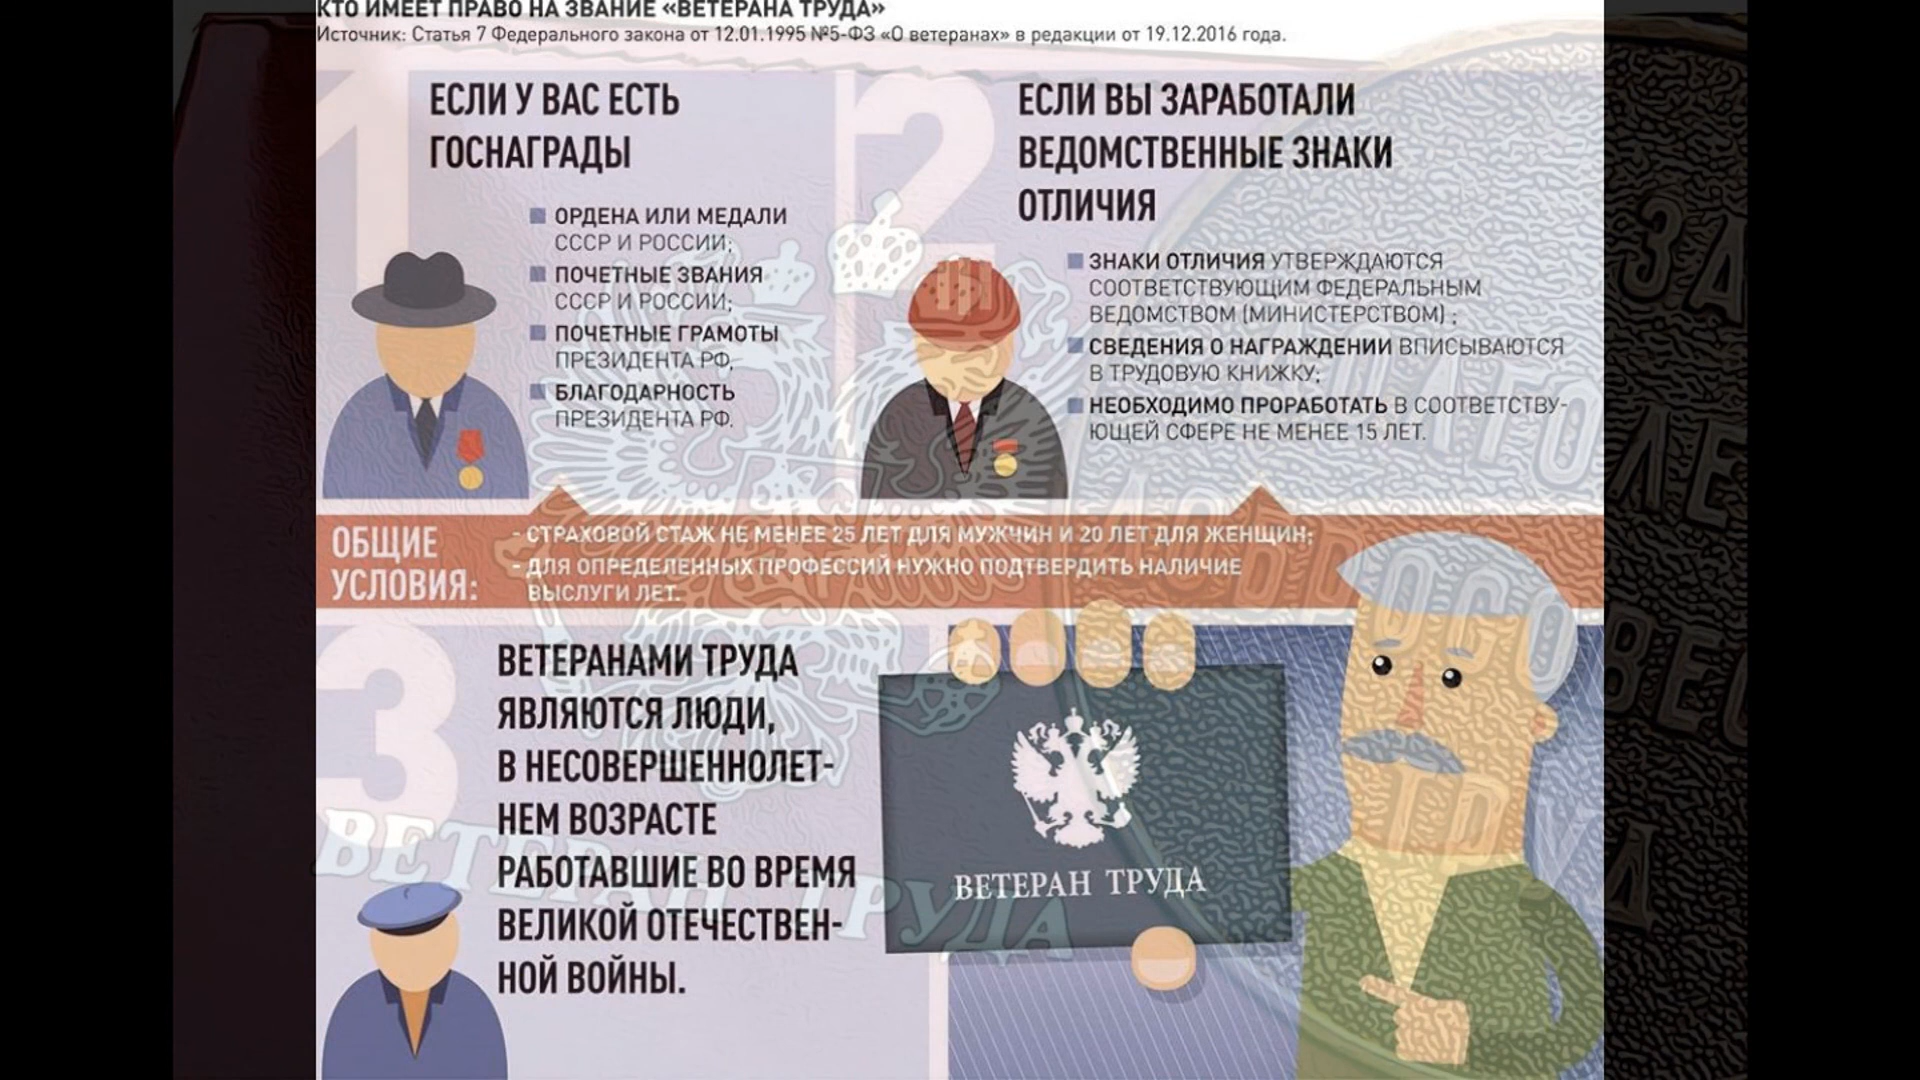 КТО ИМЕЕТ ПРАВО НА ЗВАНИЕ «ВЕТЕРАНА ТРУДА»
Источник: Статья 7 Федерального закона от 12.01.1995 №5-ФЗ «О ветеранах» в редакции от 19.12.2016 года.
1
ЕСЛИ У ВАС ЕСТЬ
ГОСНАГРАДЫ
ОРДЕНА ИЛИ МЕДАЛИ
СССР И РОССИИ;
ПОЧЕТНЫЕ ЗВАНИЯ
СССР И РОССИИ;
ПОЧЕТНЫЕ ГРАМОТЫ
ПРЕЗИДЕНТА РФ,
БЛАГОДАРНОСТЬ
ПРЕЗИДЕНТА РФ.
2
ЕСЛИ ВЫ ЗАРАБОТАЛИ
ВЕДОМСТВЕННЫЕ ЗНАКИ
ОТЛИЧИЯ
ЗНАКИ ОТЛИЧИЯ УТВЕРЖДАЮТСЯ
СООТВЕТСТВУЮЩИМ ФЕДЕРАЛЬНЫМ
ВЕДОМСТВОМ (МИНИСТЕРСТВОМ) ;
СВЕДЕНИЯ О НАГРАЖДЕНИИ ВПИСЫВАЮТСЯ
В ТРУДОВУЮ КНИЖКУ;
НЕОБХОДИМО ПРОРАБОТАТЬ В СООТВЕТСТВУ-
ЮЩЕЙ СФЕРЕ НЕ МЕНЕЕ 15 ЛЕТ.
ОБЩИЕ
УСЛОВИЯ:
- СТРАХОВОЙ СТАЖ НЕ МЕНЕЕ 25 ЛЕТ ДЛЯ МУЖЧИН И 20 ЛЕТ ДЛЯ ЖЕНЩИН;
- ДЛЯ ОПРЕДЕЛЕННЫХ ПРОФЕССИЙ НУЖНО ПОДТВЕРДИТЬ НАЛИЧИЕ
ВЫСЛУГИ ЛЕТ.
3
ВЕТЕРАНАМИ ТРУДА
ЯВЛЯЮТСЯ ЛЮДИ,
В НЕСОВЕРШЕННОЛЕТ-
НЕМ ВОЗРАСТЕ
РАБОТАВШИЕ ВО ВРЕМЯ
ВЕЛИКОЙ ОТЕЧЕСТВЕН-
НОЙ ВОЙНЫ.
ВЕТЕРАН ТРУДА
ВЕТЕРАН ТРУДА